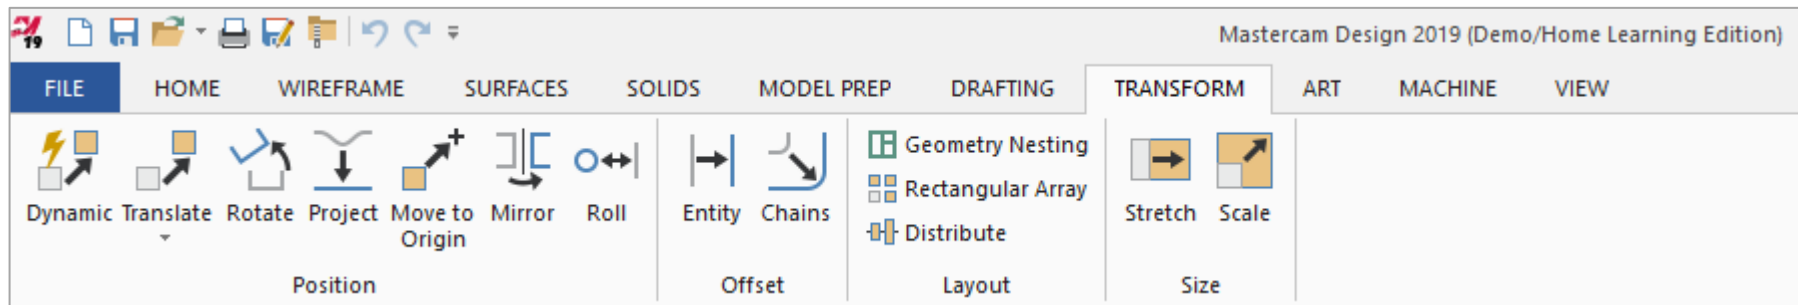 19
Mastercam Design 2019 (Demo/Home Learning Edition)
FILE HOME WIREFRAME SURFACES SOLIDS MODEL PREP DRAFTING TRANSFORM ART MACHINE VIEW
Dynamic Translate Rotate Project Move to Origin Mirror Roll
Position
Entity Chains
Offset
Geometry Nesting
Rectangular Array
Distribute
Layout
Stretch Scale
Size